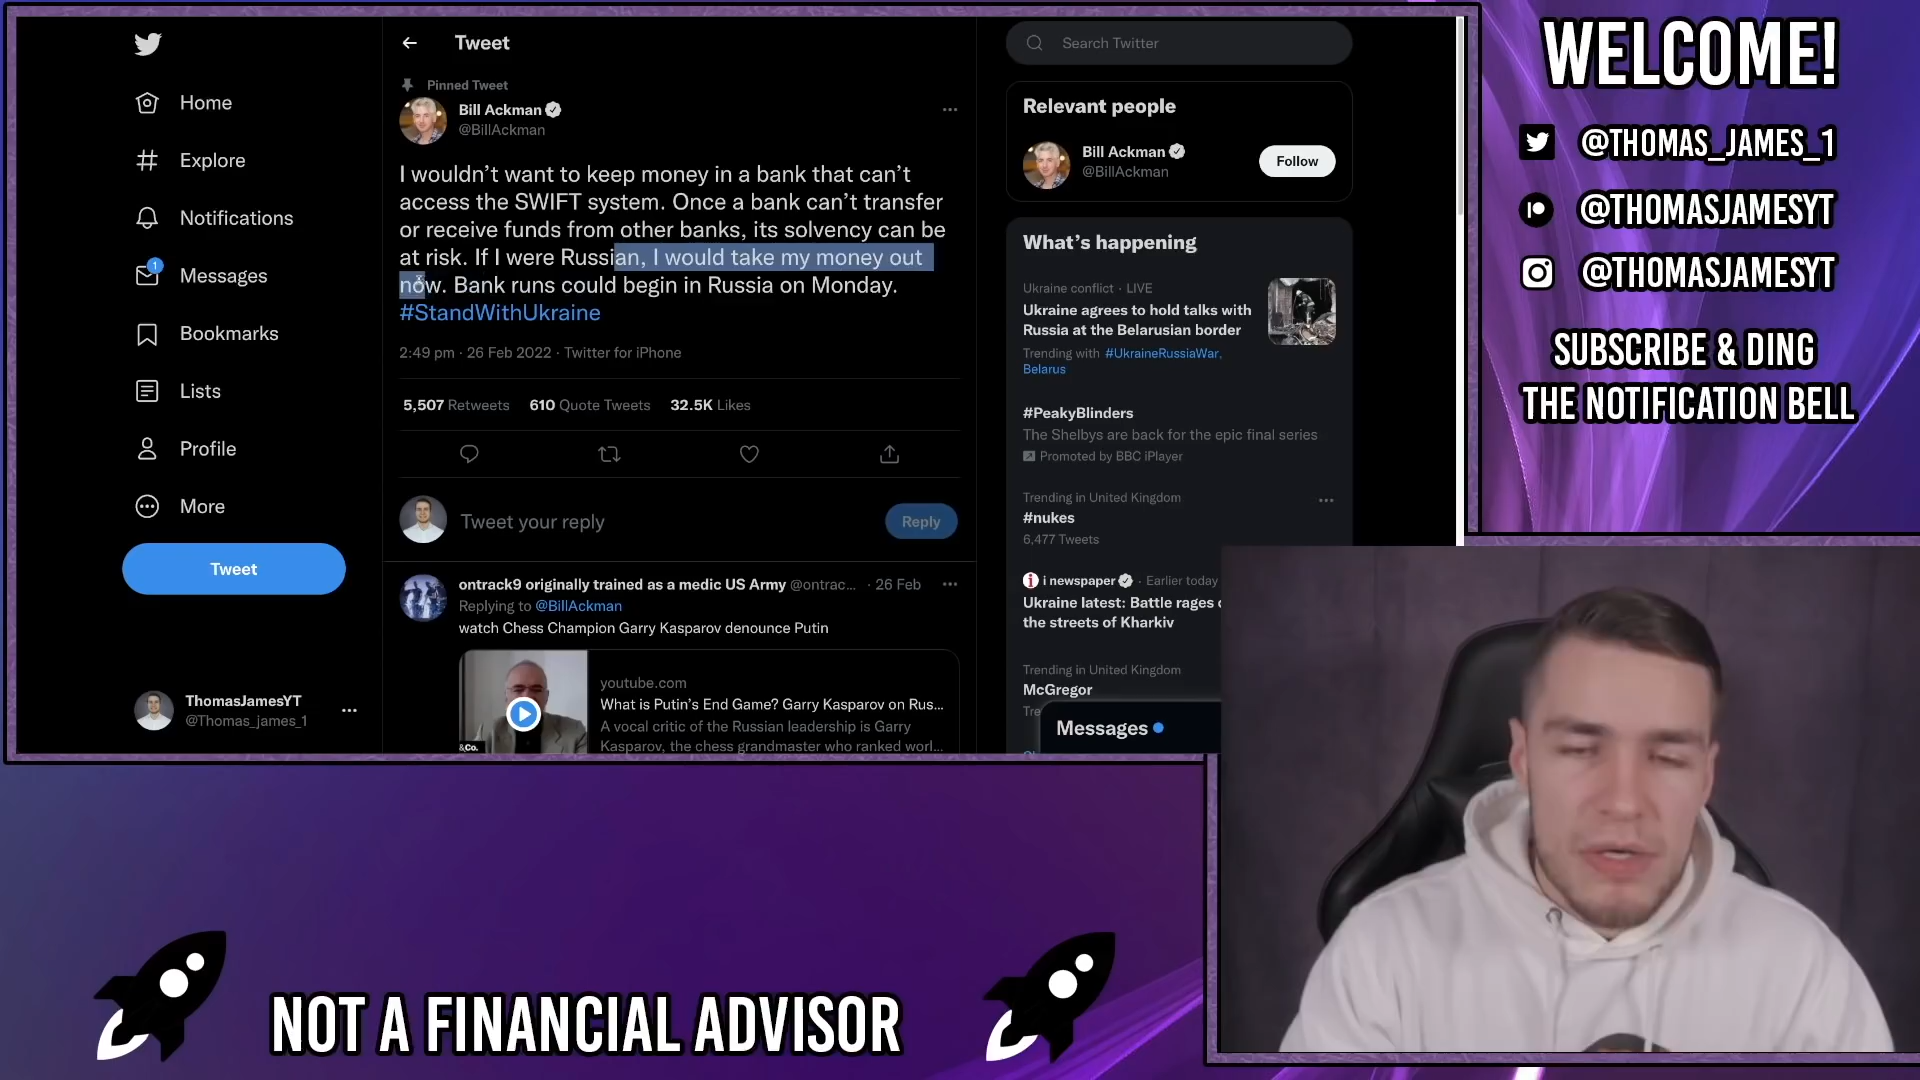 Home
Explore
Notifications
1
Messages
Bookmarks
Lists
Profile
More
Tweet
ThomasJamesYT
@Thomas_james_1
Tweet
Pinned Tweet
Bill Ackman
@BillAckman
I wouldn’t want to keep money in a bank that can’t
access the SWIFT system. Once a bank can’t transfer
or receive funds from other banks, its solvency can be
at risk. If I were Russian, I would take my money out
now. Bank runs could begin in Russia on Monday.
#StandWithUkraine
2:49 pm · 26 Feb 2022 · Twitter for iPhone
5,507 Retweets 610 Quote Tweets 32.5K Likes
Tweet your reply
Reply
ontrack9 originally trained as a medic US Army @ontrac... · 26 Feb
Replying to @BillAckman
watch Chess Champion Garry Kasparov denounce Putin
&Co.
youtube.com
What is Putin's End Game? Garry Kasparov on Rus...
A vocal critic of the Russian leadership is Garry
Kasparov, the chess grandmaster who ranked worl...
Search Twitter
Relevant people
Bill Ackman
@BillAckman
Follow
What’s happening
Ukraine conflict · LIVE
Ukraine agrees to hold talks with
Russia at the Belarusian border
Trending with #UkraineRussiaWar,
Belarus
#PeakyBlinders
The Shelbys are back for the epic final series
Promoted by BBC iPlayer
Trending in United Kingdom
#nukes
6,477 Tweets
i newspaper · Earlier today
Ukraine latest: Battle rages
the streets of Kharkiv
Trending in United Kingdom
McGregor
Messages
WELCOME!
@THOMAS_JAMES_1
@THOMASJAMESYT
@THOMASJAMESYT
SUBSCRIBE & DING
THE NOTIFICATION BELL
NOT A FINANCIAL ADVISOR